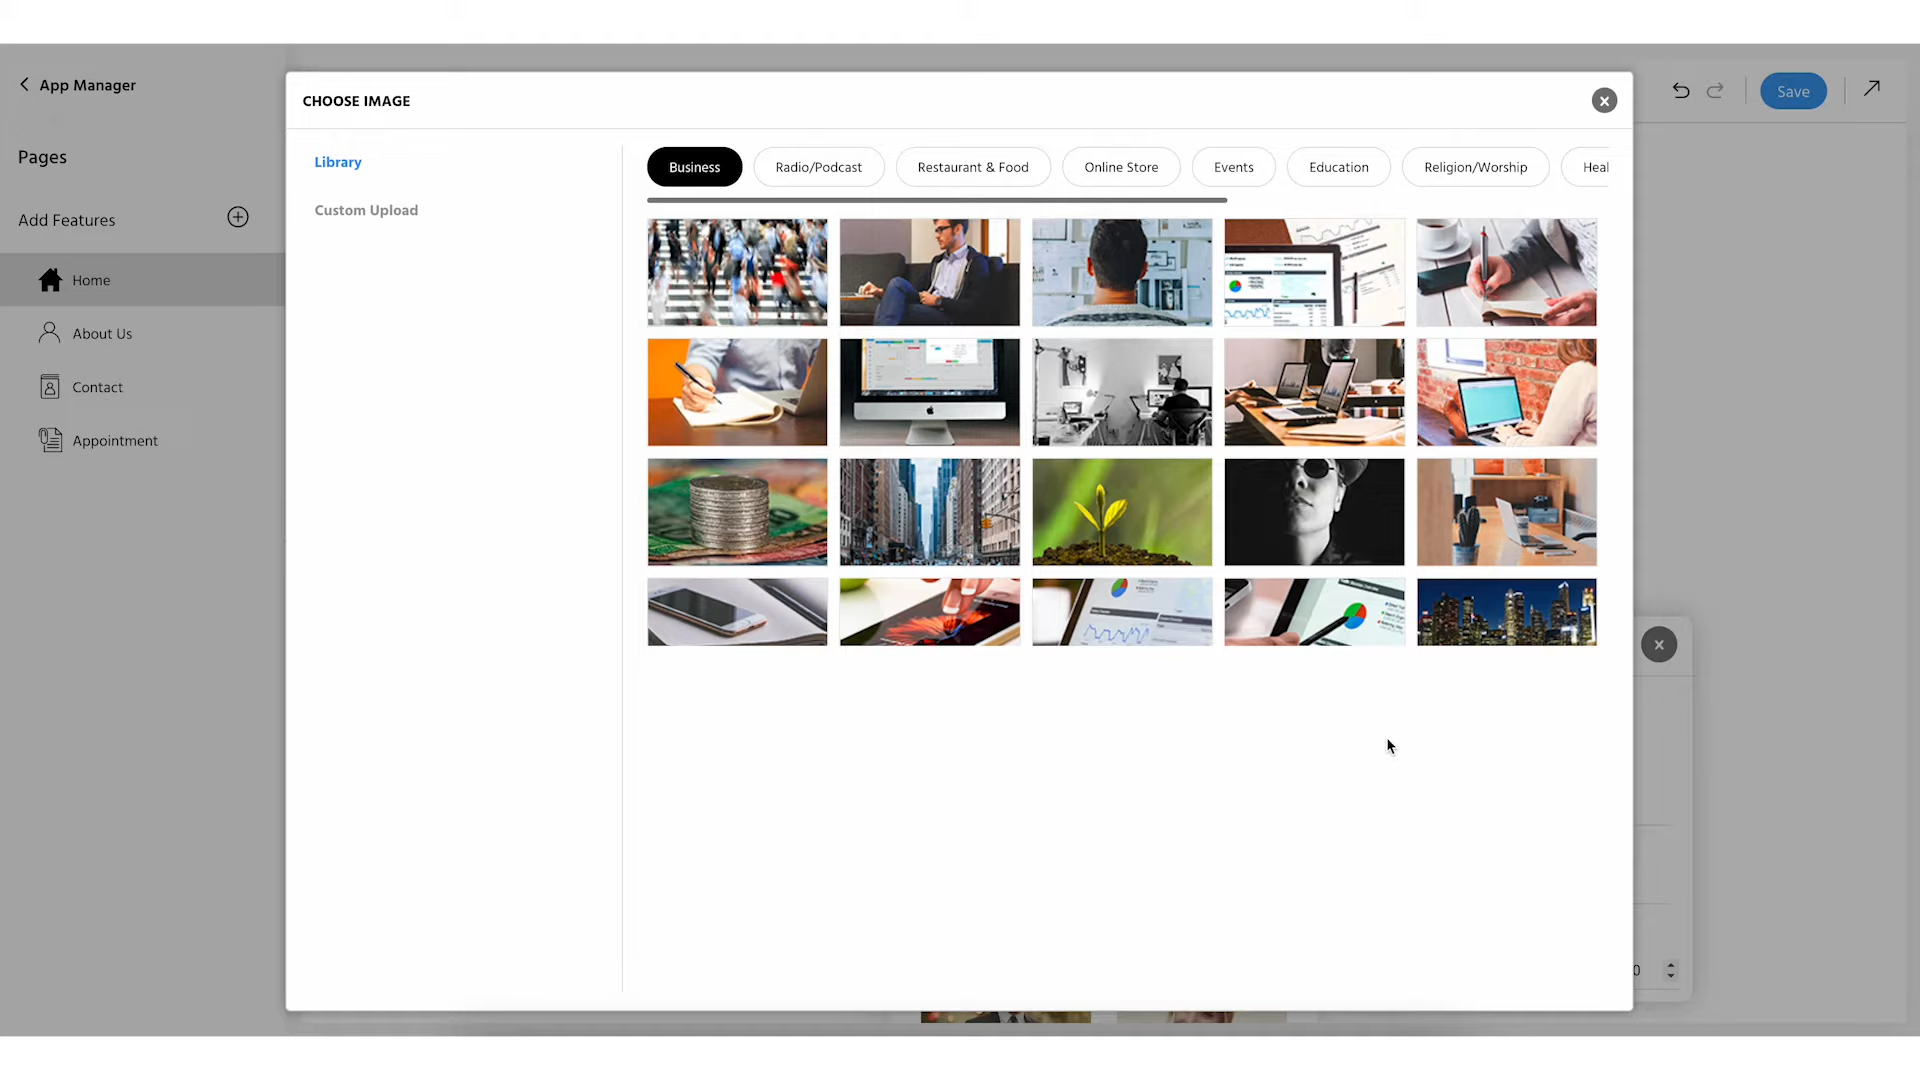 App Manager
CHOOSE IMAGE
Save
Pages
Library
Business
Radio/Podcast
Restaurant & Food
Online Store
Events
Education
Religion/Worship
Heal
Custom Upload
Add Features
Home
About Us
Contact
Appointment
0